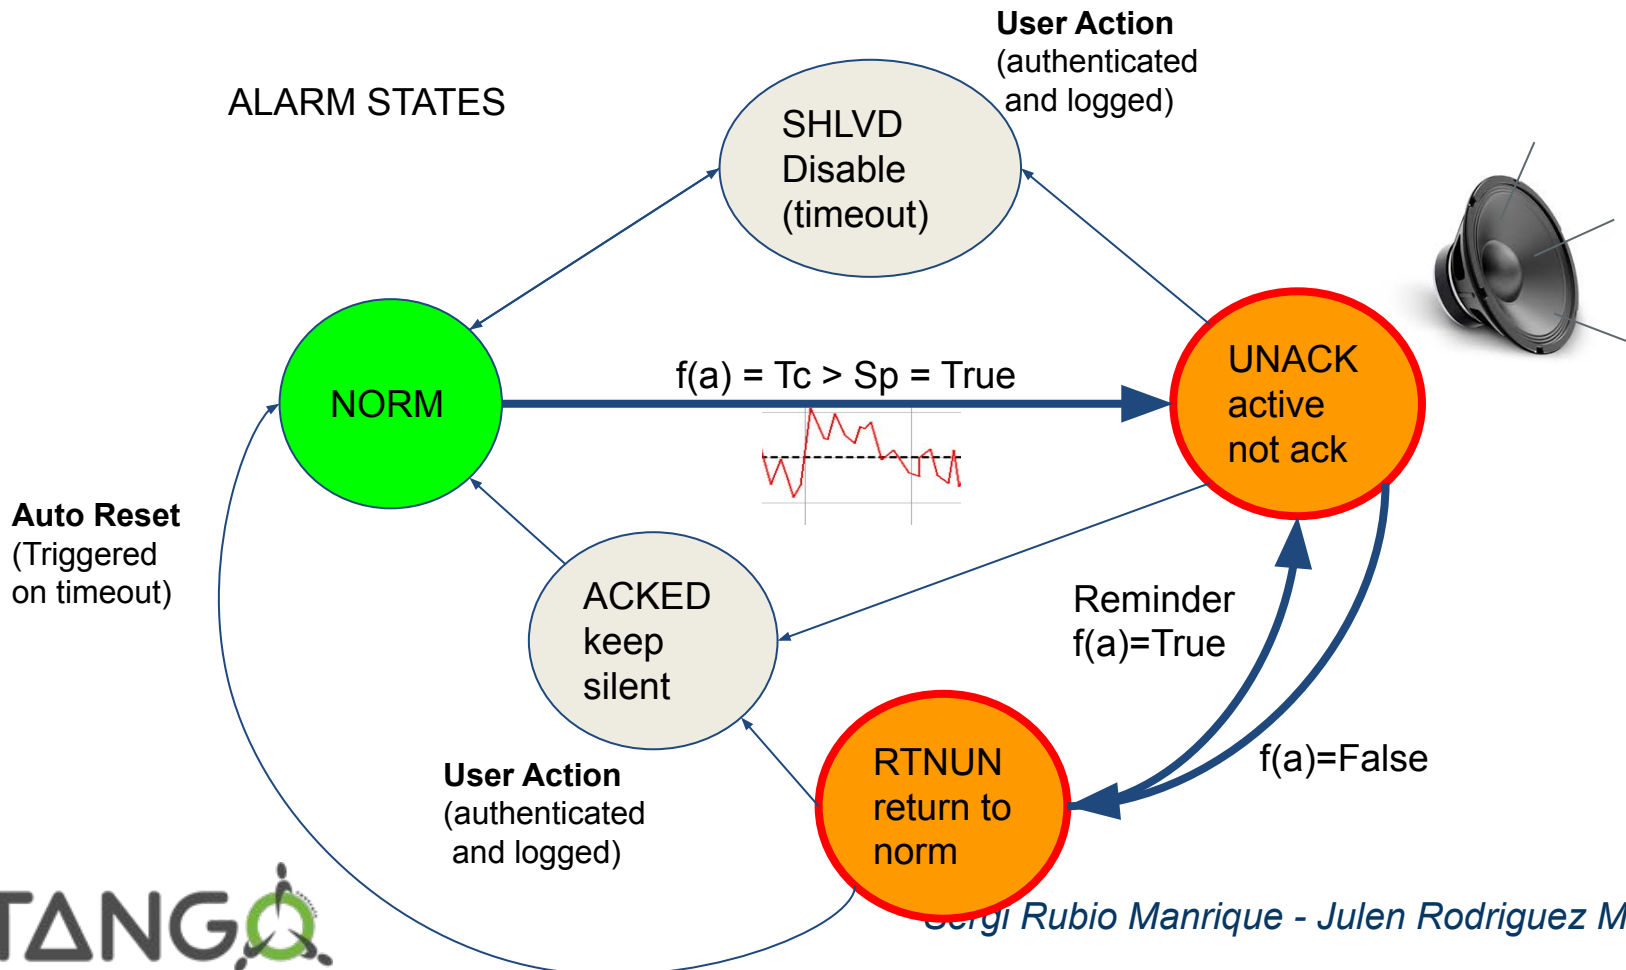 User Action
(authenticated
and logged)
ALARM STATES
SHLVD
Disable
(timeout)
NORM
f(a) = Tc > Sp = True
UNACK
active
not ack
Auto Reset
(Triggered
on timeout)
ACKED
keep
silent
Reminder
f(a)=True
User Action
(authenticated
and logged)
RTNUN
return to
norm
f(a)=False
TANGO
Sergi Rubio Manrique - Julen Rodriguez M